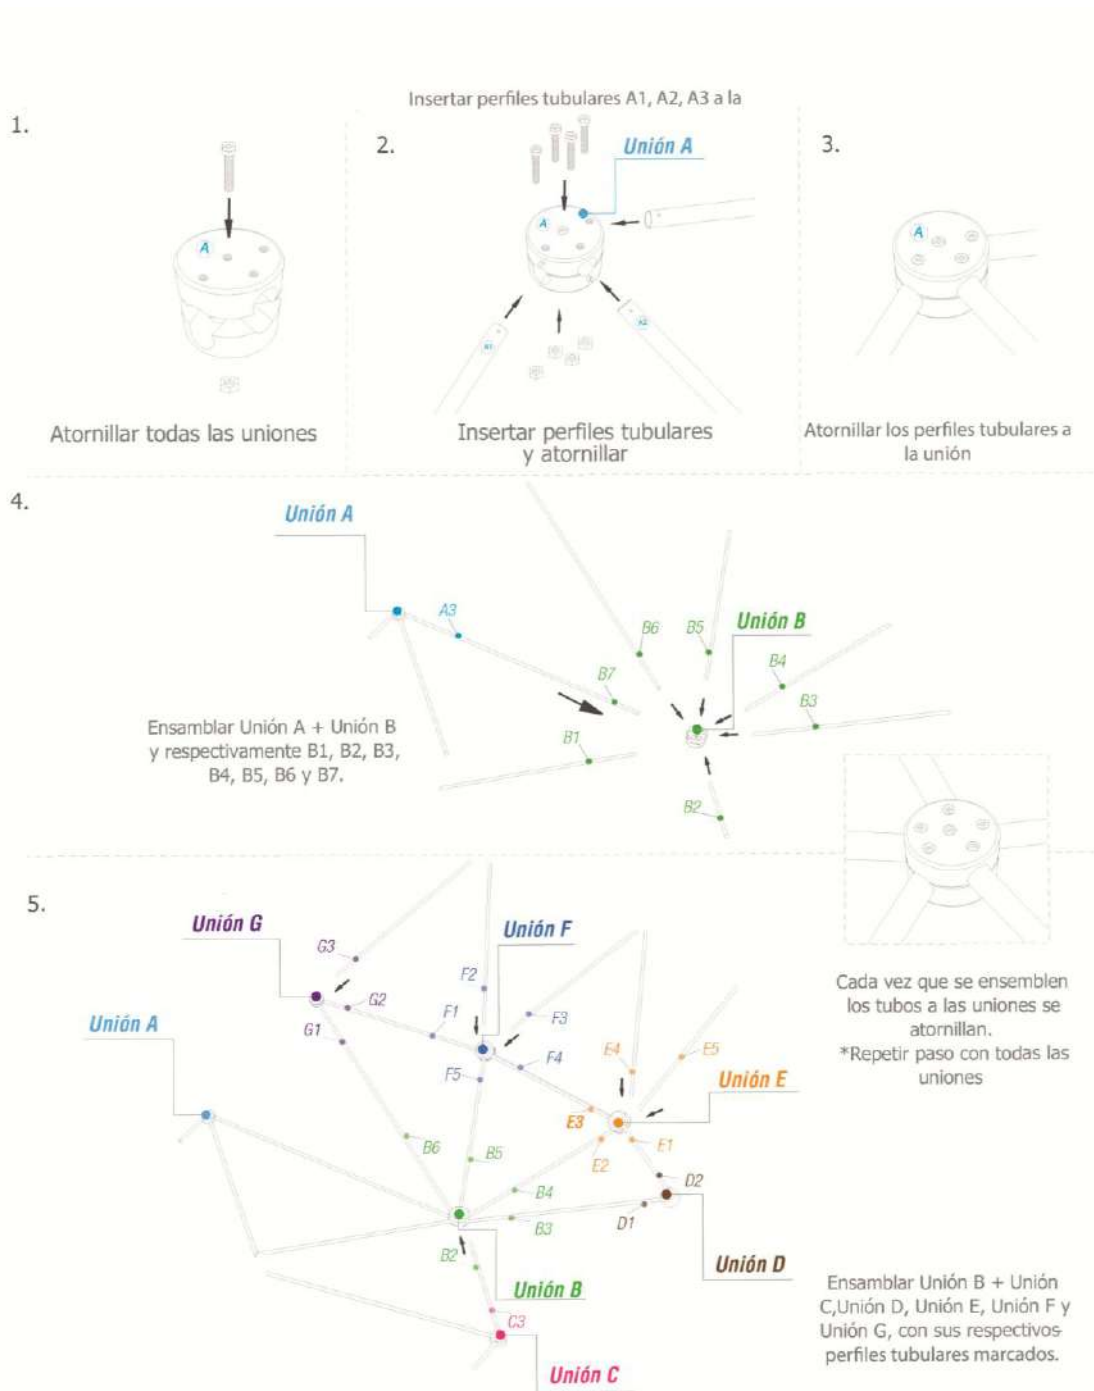 Insertar perfiles tubulares A1, A2, A3 a la
1.
A
Atornillar todas las uniones
2.
Unión A
A
A1
A2
Insertar perfiles tubulares
y atornillar
3.
A
Atornillar los perfiles tubulares a
la unión
4.
Unión A
A3
B6
B5
Unión B
B4
B7
B3
B1
B2
Ensamblar Unión A + Unión B
y respectivamente B1, B2, B3,
B4, B5, B6 y B7.
5.
Unión G
Unión F
G3
F2
G2
F1
F3
Unión A
G1
F5
F4
E4
E5
Unión E
E3
E2
E1
B6
B5
B4
D2
B3
D1
B2
Unión D
Unión B
C3
Unión C
Cada vez que se ensemblen
los tubos a las uniones se
atornillan.
*Repetir paso con todas las
uniones
Ensamblar Unión B + Unión
C,Unión D, Unión E, Unión F y
Unión G, con sus respectivos
perfiles tubulares marcados.